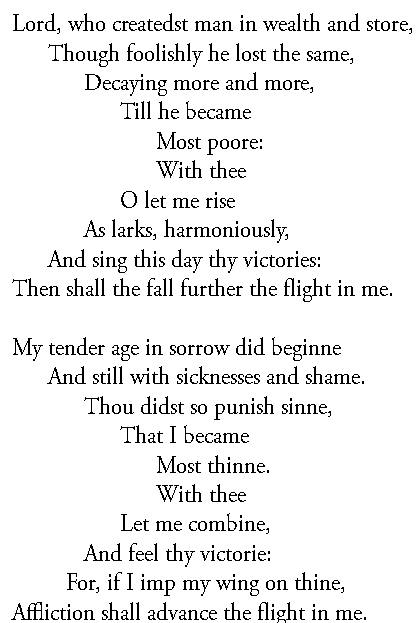 Lord, who createdst man in wealth and store,
Though foolishly he lost the same,
Decaying more and more,
Till he became
Most poore:
With thee
O let me rise
As larks, harmoniously,
And sing this day thy victories:
Then shall the fall further the flight in me.

My tender age in sorrow did beginne
And still with sicknesses and shame.
Thou didst so punish sinne,
That I became
Most thinne.
With thee
Let me combine,
And feel thy victorie:
For, if I imp my wing on thine,
Affliction shall advance the flight in me.